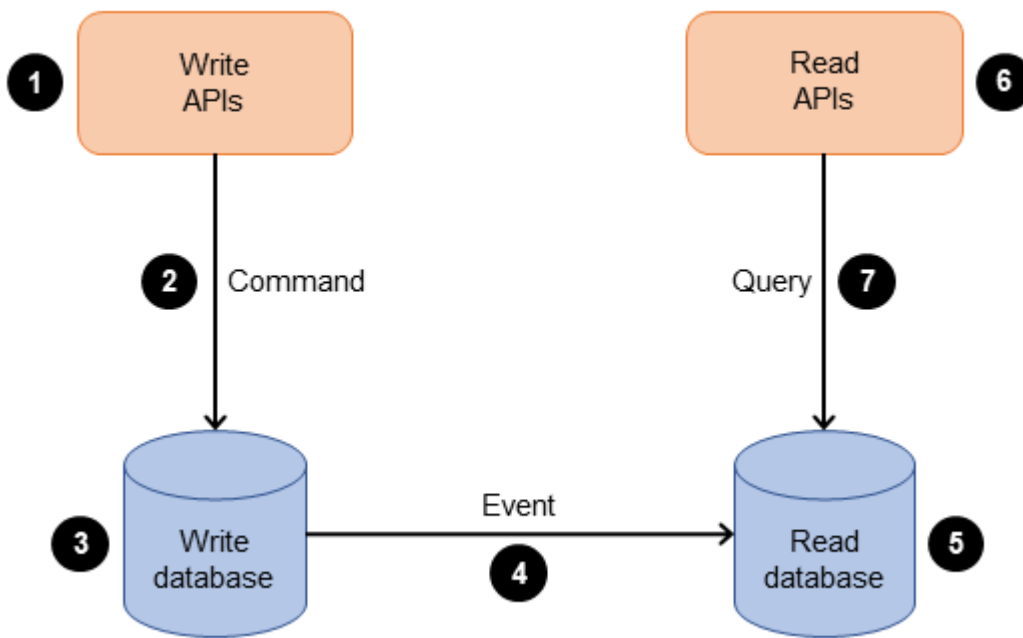 1
Write
APIs
Read
APIs
6
2
Command
Query
7
Event
3
Write
database
4
Read
database
5